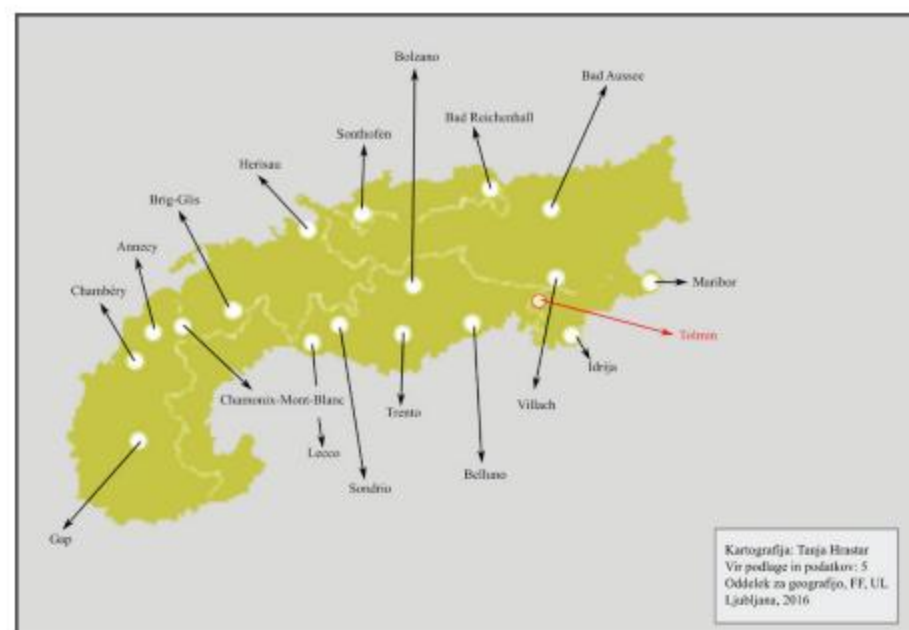 Bolzano
Bad Aussee
Bad Reichenhall
Sonthofen
Herisau
Brig-Glis
Annecy
Chambéry
Maribor
Tolmin
Idrija
Chamonix-Mont-Blanc
Trento
Villach
Lecco
Belluno
Sondrio
Gap
Kartografija: Tanja Hrastar
Vir podlage in podatkov: 5
Oddelek za geografijo, FF, UL
Ljubljana, 2016